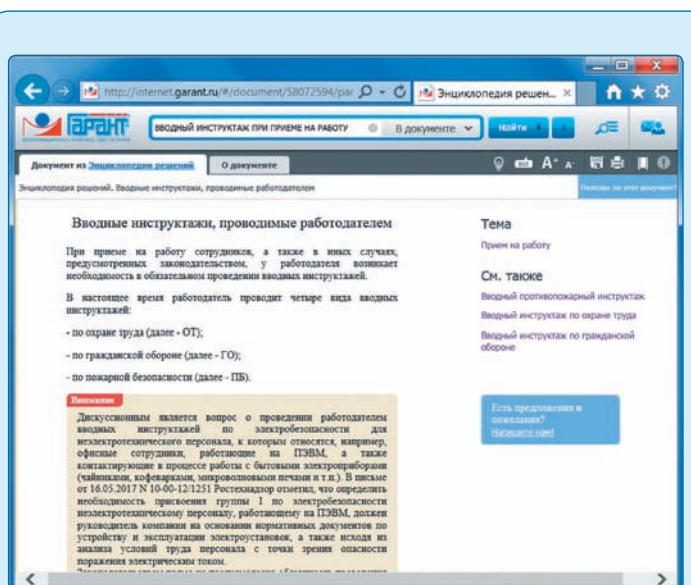 http://internet.garant.ru/#/document/58072594/par
Энциклопедия решен...
ГАРАНТ
ВВОДНЫЙ ИНСТРУКТАЖ ПРИ ПРИЕМЕ НА РАБОТУ
В документе
Найти
Документ из Энциклопедии решений
О документе
Энциклопедия решений. Вводные инструктажи, проводимые работодателем
Полезен ли этот документ?
Вводные инструктажи, проводимые работодателем
При приеме на работу сотрудников, а также в иных случаях,
предусмотренных законодательством, у работодателя возникает
необходимость в обязательном проведении вводных инструктажей.
В настоящее время работодатель проводит четыре вида вводных
инструктажей:
- по охране труда (далее - ОТ);
- по гражданской обороне (далее - ГО);
- по пожарной безопасности (далее - ПБ).
Внимание
Дискуссионным является вопрос о проведении работодателем
вводных инструктажей по электробезопасности для
неэлектротехнического персонала, к которым относятся, например,
офисные сотрудники, работающие на ПЭВМ, а также
контактирующие в процессе работы с бытовыми электроприборами
(чайниками, кофеварками, микроволновыми печами и т.п.). В письме
от 16.05.2017 N 10-00-12/1251 Ростехнадзор отметил, что определить
необходимость присвоения группы I по электробезопасности
неэлектротехническому персоналу, работающему на ПЭВМ, должен
руководитель компании на основании нормативных документов по
устройству и эксплуатации электроустановок, а также исходя из
анализа условий труда персонала с точки зрения опасности
поражения электрическим током.
Тема
Прием на работу
См. также
Вводный противопожарный инструктаж
Вводный инструктаж по охране труда
Вводный инструктаж по гражданской
обороне
Есть предложения и
пожелания?
Напишите нам!